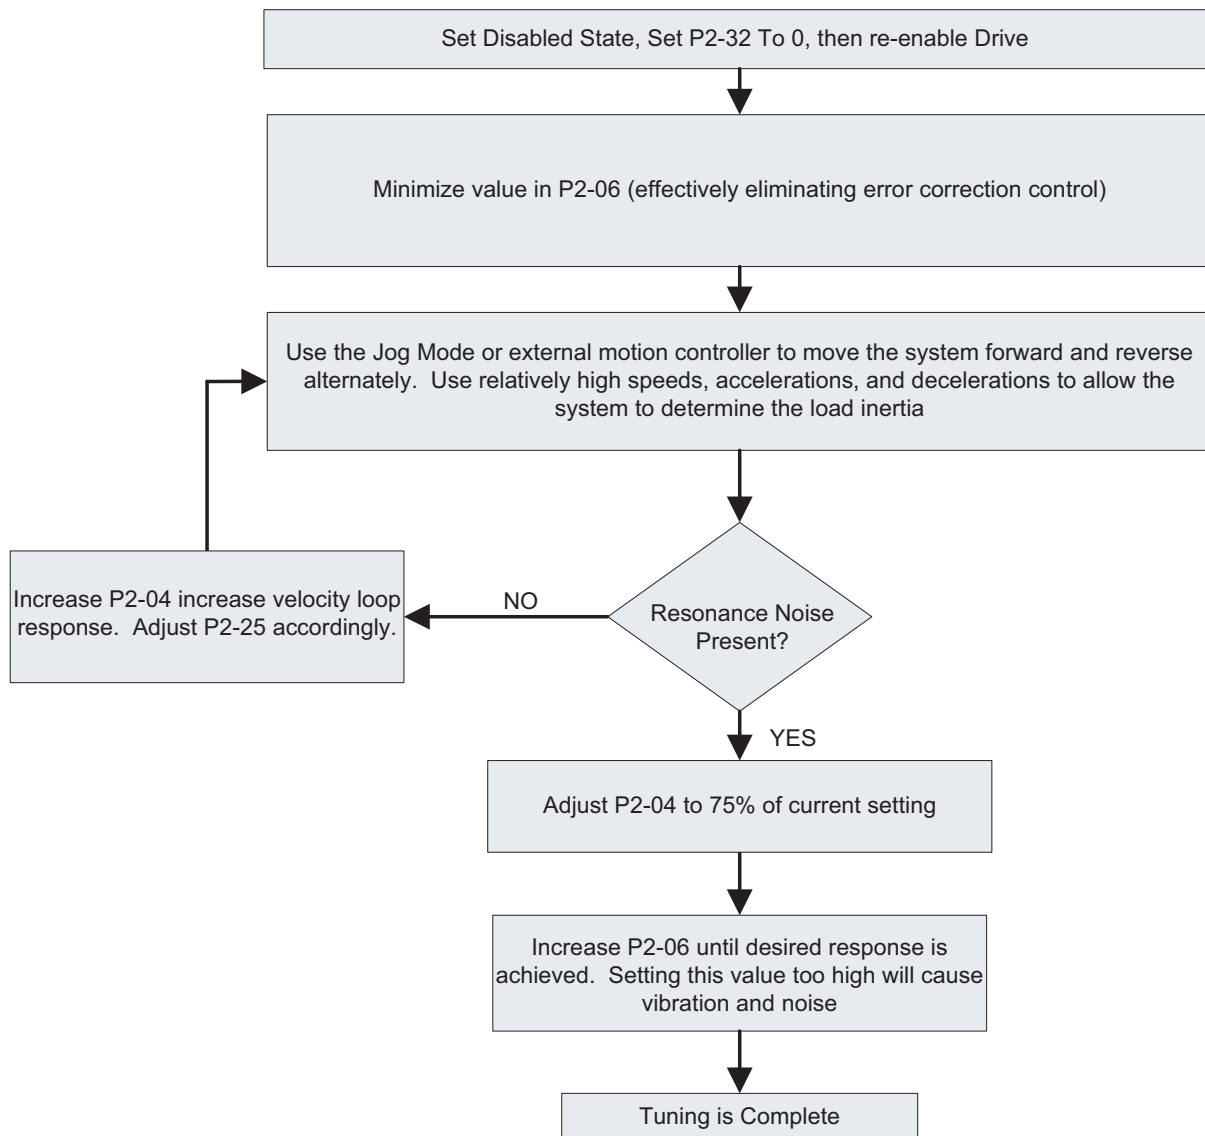 Set Disabled State, Set P2-32 To 0, then re-enable Drive
Minimize value in P2-06 (effectively eliminating error correction control)
Use the Jog Mode or external motion controller to move the system forward and reverse
alternately.  Use relatively high speeds, accelerations, and decelerations to allow the
system to determine the load inertia
Resonance Noise
Present?
NO
Increase P2-04 increase velocity loop
response.  Adjust P2-25 accordingly.
YES
Adjust P2-04 to 75% of current setting
Increase P2-06 until desired response is
achieved.  Setting this value too high will cause
vibration and noise
Tuning is Complete